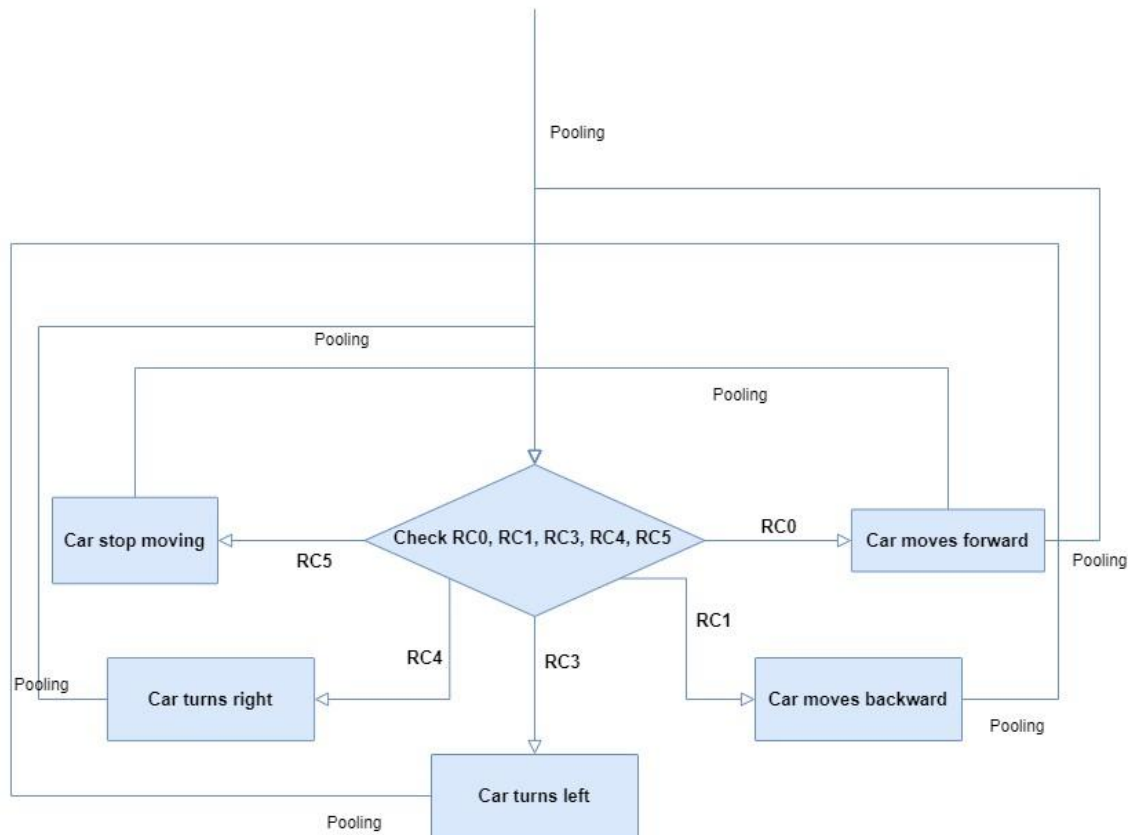 Pooling
Pooling
Pooling
Car stop moving
RC5
Check RC0, RC1, RC3, RC4, RC5
RC0
Car moves forward
Pooling
RC1
RC4
RC3
Pooling
Car turns right
Car moves backward
Pooling
Car turns left
Pooling